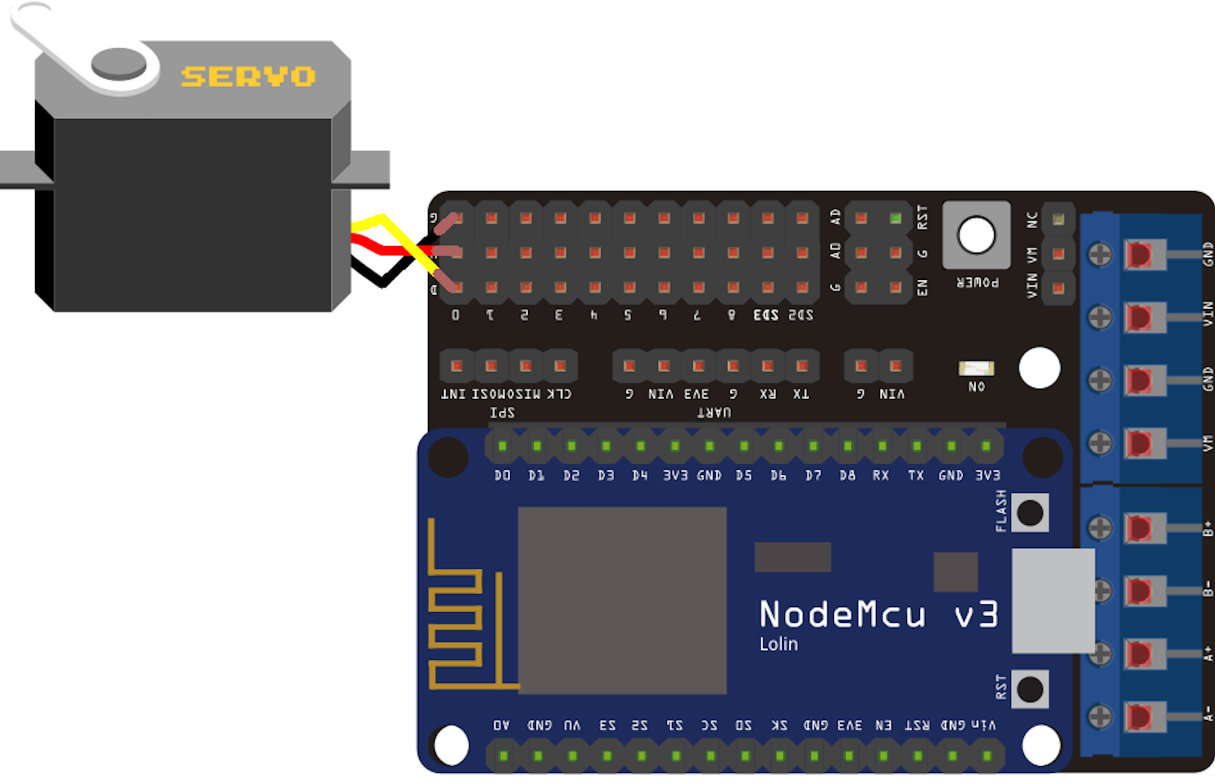 SERVO
G
D
0 1 2 3 4 5 6 7 8 SD3 SD2
AD RST
A0 G
G EN
POWER
NC
VM
VIN
GND
VIN
GND
VM
INT MOSI MISO CLK
SPI
G VIN 3V3 G RX TX
UART
G VIN
ON
D0 D1 D2 D3 D4 3V3 GND D5 D6 D7 D8 RX TX GND 3V3
FLASH
B+
B-
A+
A-
NodeMcu v3
Lolin
RST
A0 GND VU S3 S2 S1 SC S0 SK GND 3V3 EN RST GND Vin